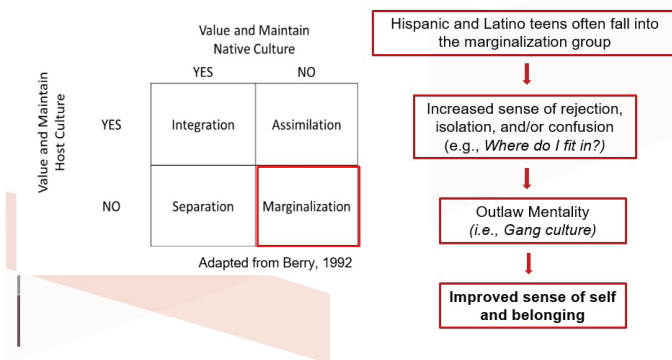 Value and Maintain
Native Culture
YES
NO
Value and Maintain
Host Culture
YES
Integration
Assimilation
NO
Separation
Marginalization
Adapted from Berry, 1992
Hispanic and Latino teens often fall into
the marginalization group
Increased sense of rejection,
isolation, and/or confusion
(e.g., Where do I fit in?)
Outlaw Mentality
(i.e., Gang culture)
Improved sense of self
and belonging